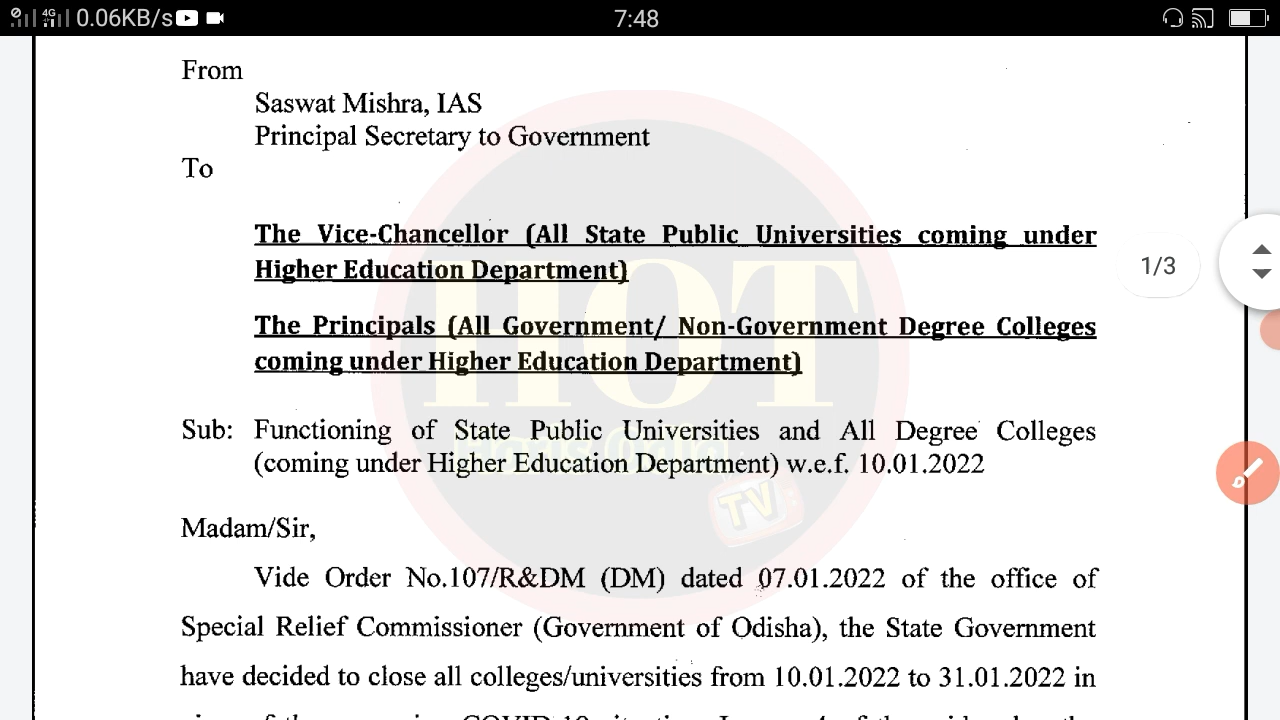 4G 0.06KB/s 7:48
From
Saswat Mishra, IAS
Principal Secretary to Government
To
The Vice-Chancellor (All State Public Universities coming under
Higher Education Department)
1/3
The Principals (All Government/ Non-Government Degree Colleges
coming under Higher Education Department)
Sub: Functioning of State Public Universities and All Degree Colleges
(coming under Higher Education Department) w.e.f. 10.01.2022
TV
Madam/Sir,
Vide Order No.107/R&DM (DM) dated 07.01.2022 of the office of
Special Relief Commissioner (Government of Odisha), the State Government
have decided to close all colleges/universities from 10.01.2022 to 31.01.2022 in